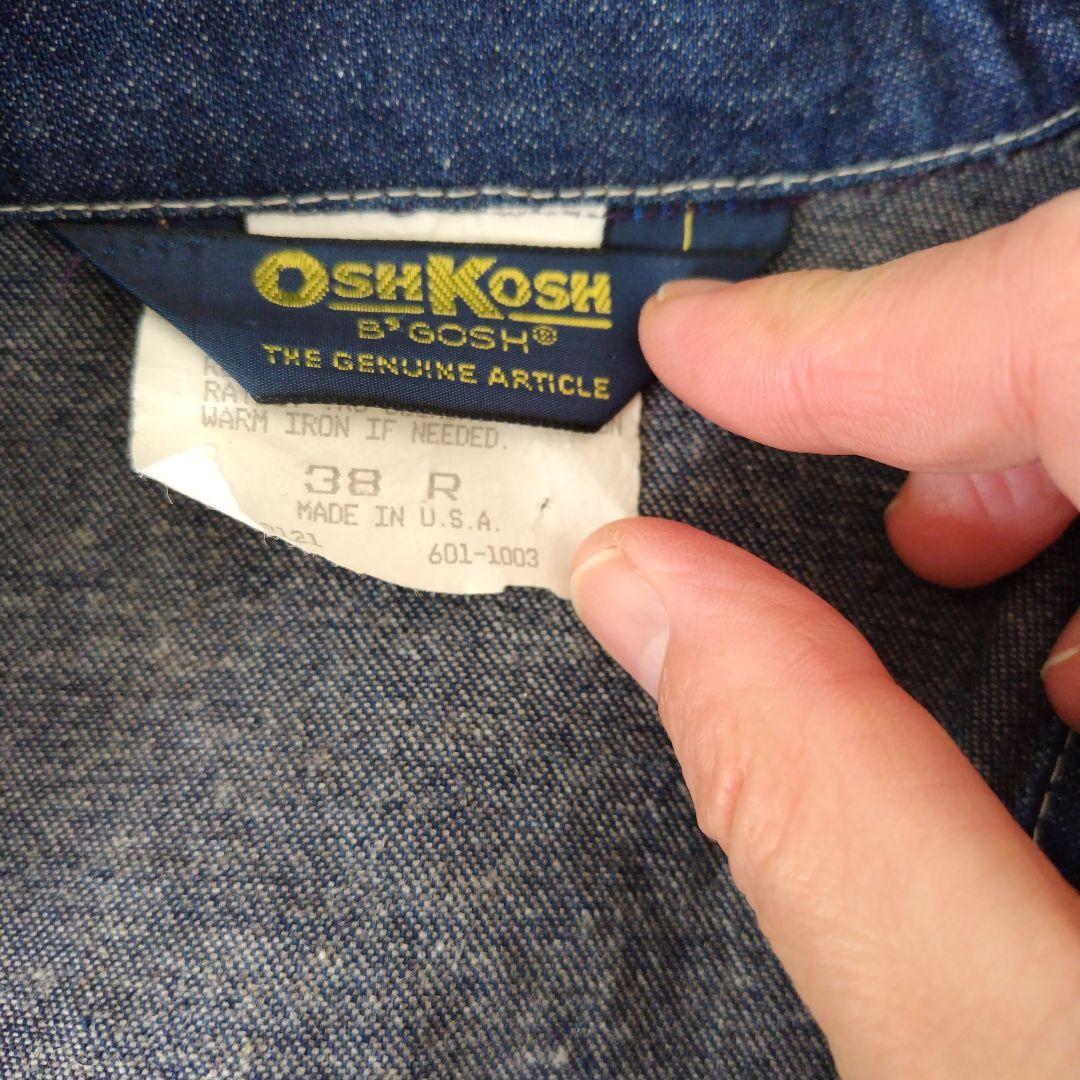 OSHKOSH
B'GOSH®
THE GENUINE ARTICLE
WARM IRON IF NEEDED.
38 R
MADE IN U.S.A.
601-1003